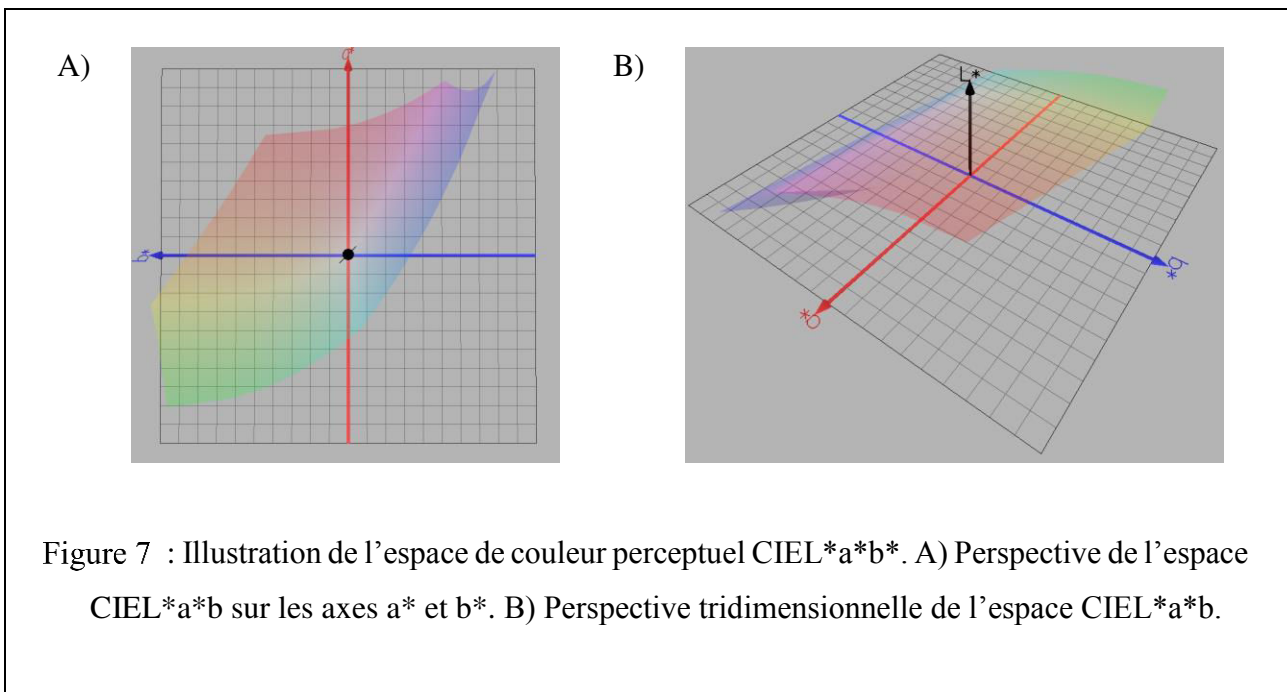 A)
a*
b*
B)
L*
a*
b*
Figure 7 : Illustration de l’espace de couleur perceptuel CIEL*a*b*. A) Perspective de l’espace
CIEL*a*b sur les axes a* et b*. B) Perspective tridimensionnelle de l’espace CIEL*a*b.